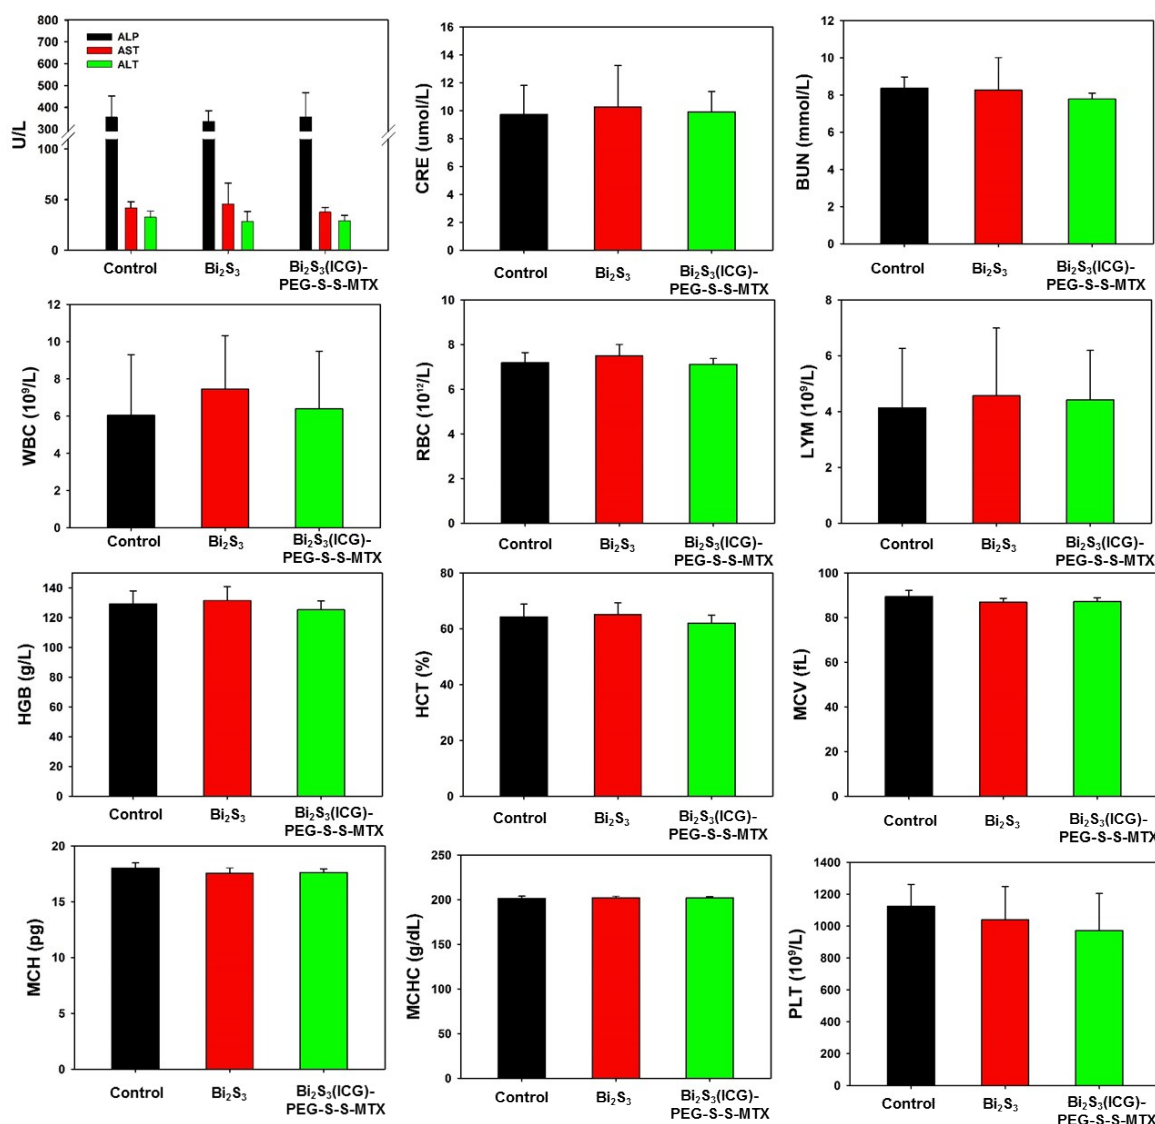 U/L
800
700
600
500
400
300
100
50
0
ALP
AST
ALT
Control
Bi₂S₃
Bi₂S₃(ICG)-
PEG-S-S-MTX
CRE (umol/L)
16
14
12
10
8
6
4
2
0
Control
Bi₂S₃
Bi₂S₃(ICG)-
PEG-S-S-MTX
BUN (mmol/L)
12
10
8
6
4
2
0
Control
Bi₂S₃
Bi₂S₃(ICG)-
PEG-S-S-MTX
WBC (10⁹/L)
12
10
8
6
4
2
0
Control
Bi₂S₃
Bi₂S₃(ICG)-
PEG-S-S-MTX
RBC (10¹²/L)
10
8
6
4
2
0
Control
Bi₂S₃
Bi₂S₃(ICG)-
PEG-S-S-MTX
LYM (10⁹/L)
8
6
4
2
0
Control
Bi₂S₃
Bi₂S₃(ICG)-
PEG-S-S-MTX
HGB (g/L)
140
120
100
80
60
40
20
0
Control
Bi₂S₃
Bi₂S₃(ICG)-
PEG-S-S-MTX
HCT (%)
80
60
40
20
0
Control
Bi₂S₃
Bi₂S₃(ICG)-
PEG-S-S-MTX
MCV (fL)
100
80
60
40
20
0
Control
Bi₂S₃
Bi₂S₃(ICG)-
PEG-S-S-MTX
MCH (pg)
20
15
10
5
0
Control
Bi₂S₃
Bi₂S₃(ICG)-
PEG-S-S-MTX
MCHC (g/dL)
250
200
150
100
50
0
Control
Bi₂S₃
Bi₂S₃(ICG)-
PEG-S-S-MTX
PLT (10⁹/L)
1400
1200
1000
800
600
400
200
0
Control
Bi₂S₃
Bi₂S₃(ICG)-
PEG-S-S-MTX